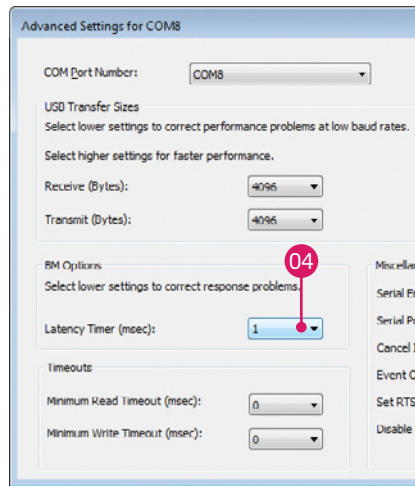 Advanced Settings for COM8
COM Port Number:
COM8
USB Transfer Sizes
Select lower settings to correct performance problems at low baud rates.
Select higher settings for faster performance.
Receive (Bytes):
4096
Transmit (Bytes):
4096
BM Options
Select lower settings to correct response problems.
04
Latency Timer (msec):
1
Timeouts
Minimum Read Timeout (msec):
0
Minimum Write Timeout (msec):
0
Miscellan
Serial E
Serial P
Cancel I
Event C
Set RTS
Disable